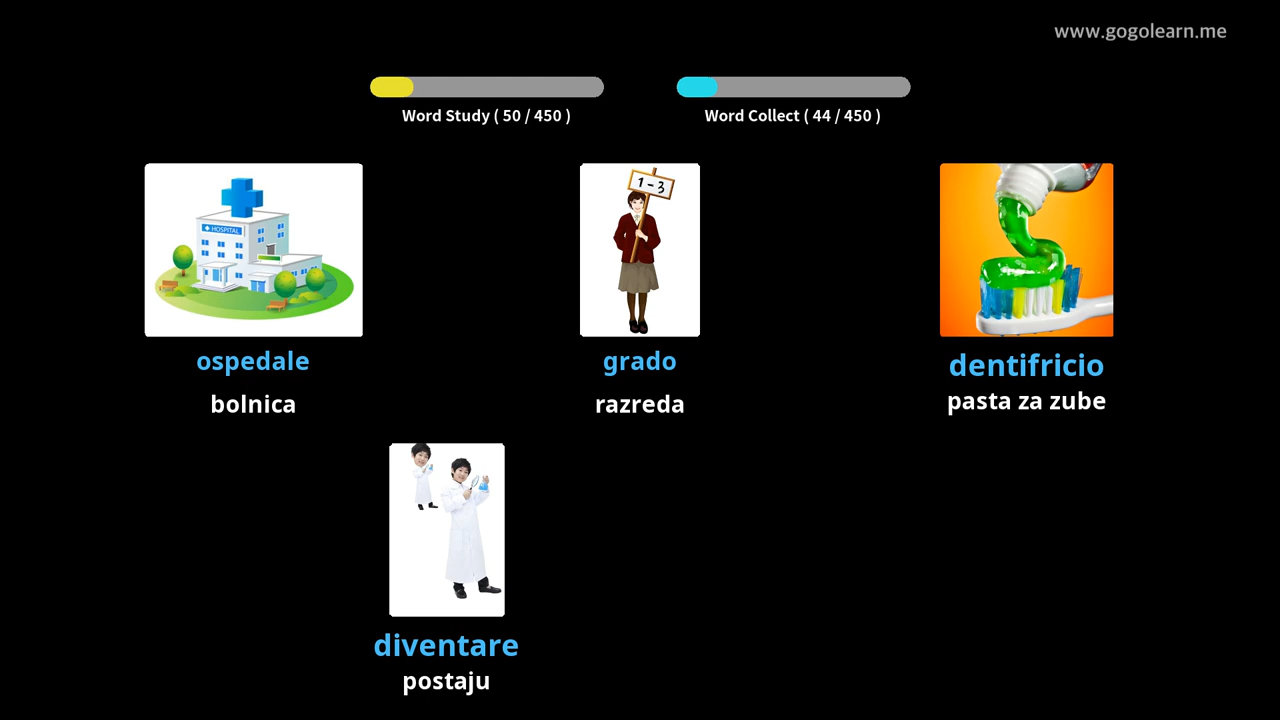 www.gogolearn.me
Word Study ( 50 / 450 )
Word Collect ( 44 / 450 )
HOSPITAL
1 - 3
ospedale
grado
dentifricio
bolnica
razreda
pasta za zube
diventare
postaju